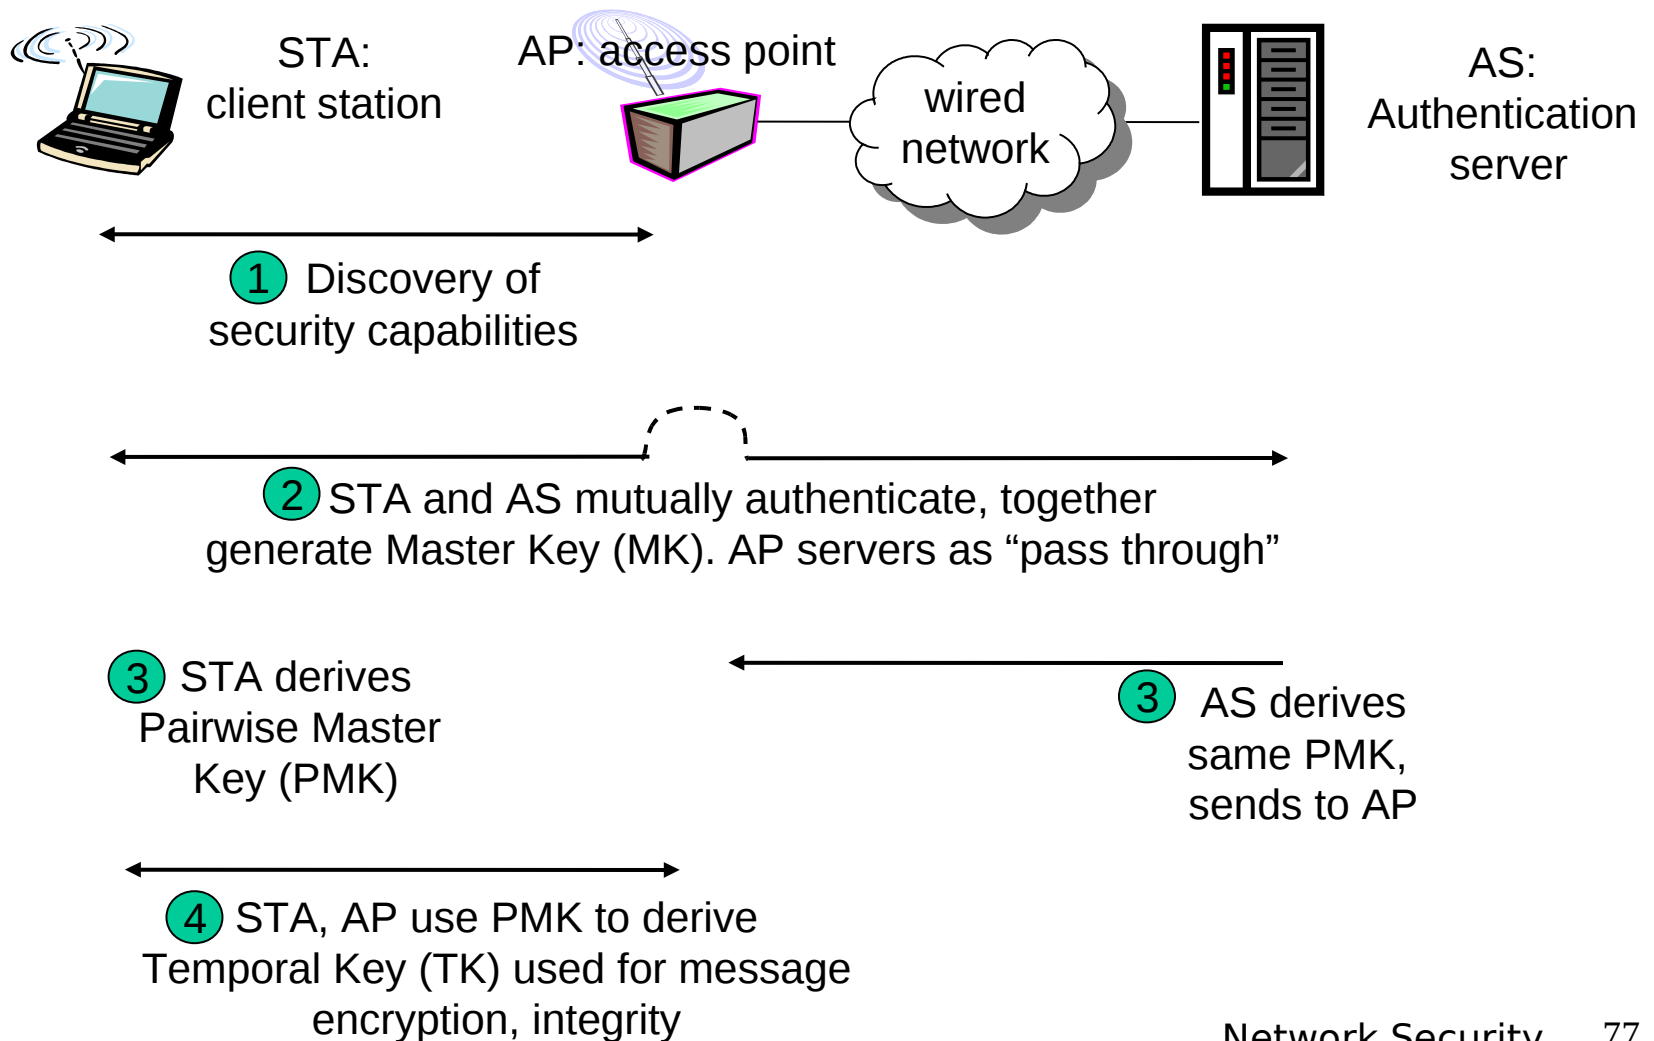 STA:
client station
AP: access point
wired
network
AS:
Authentication
server
1 Discovery of
security capabilities
2 STA and AS mutually authenticate, together
generate Master Key (MK). AP servers as “pass through”
3 STA derives
Pairwise Master
Key (PMK)
3 AS derives
same PMK,
sends to AP
4 STA, AP use PMK to derive
Temporal Key (TK) used for message
encryption, integrity
Network Security 77